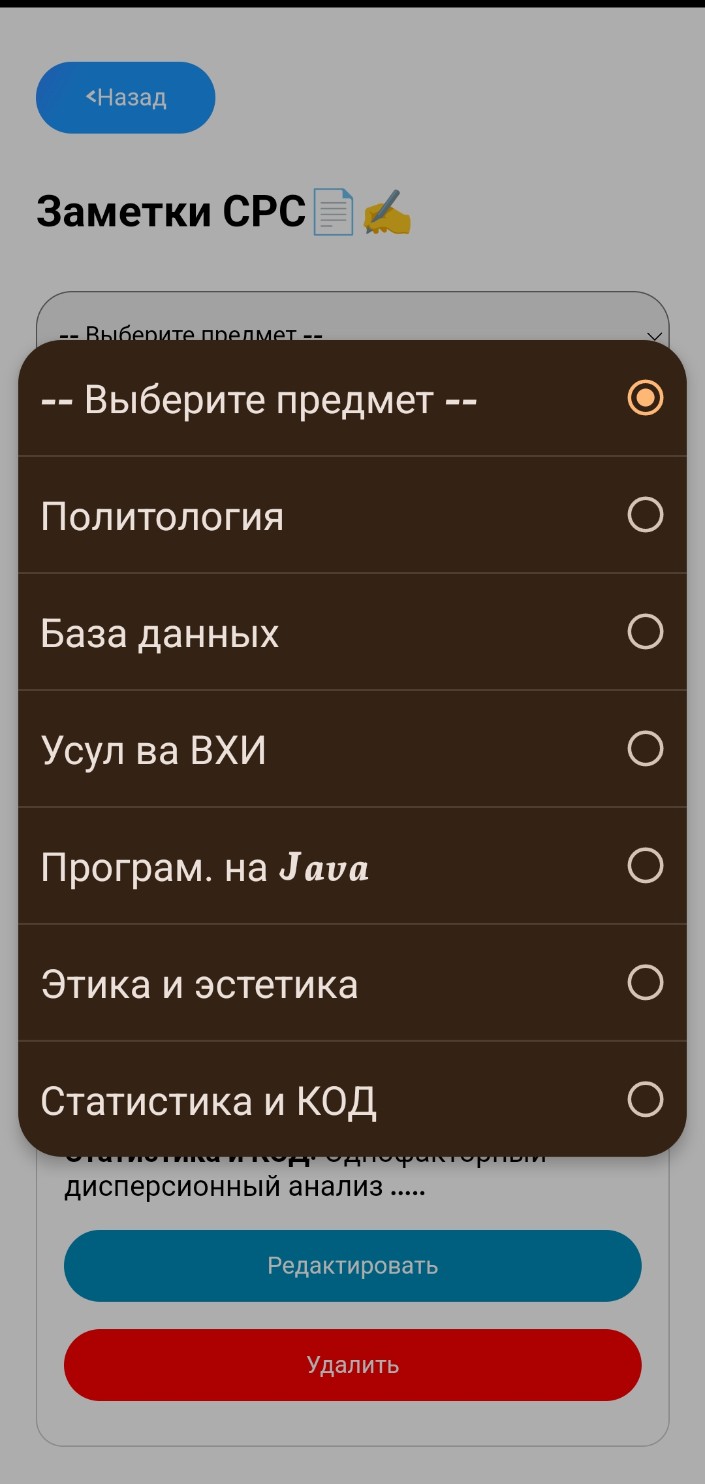 <Назад
Заметки СРС📄✍️
-- Выберите предмет --
-- Выберите предмет --
Политология
База данных
Усул ва ВХИ
Програм. на Java
Этика и эстетика
Статистика и КОД
Статистика и КОД: Однофакторный
дисперсионный анализ .....
Редактировать
Удалить